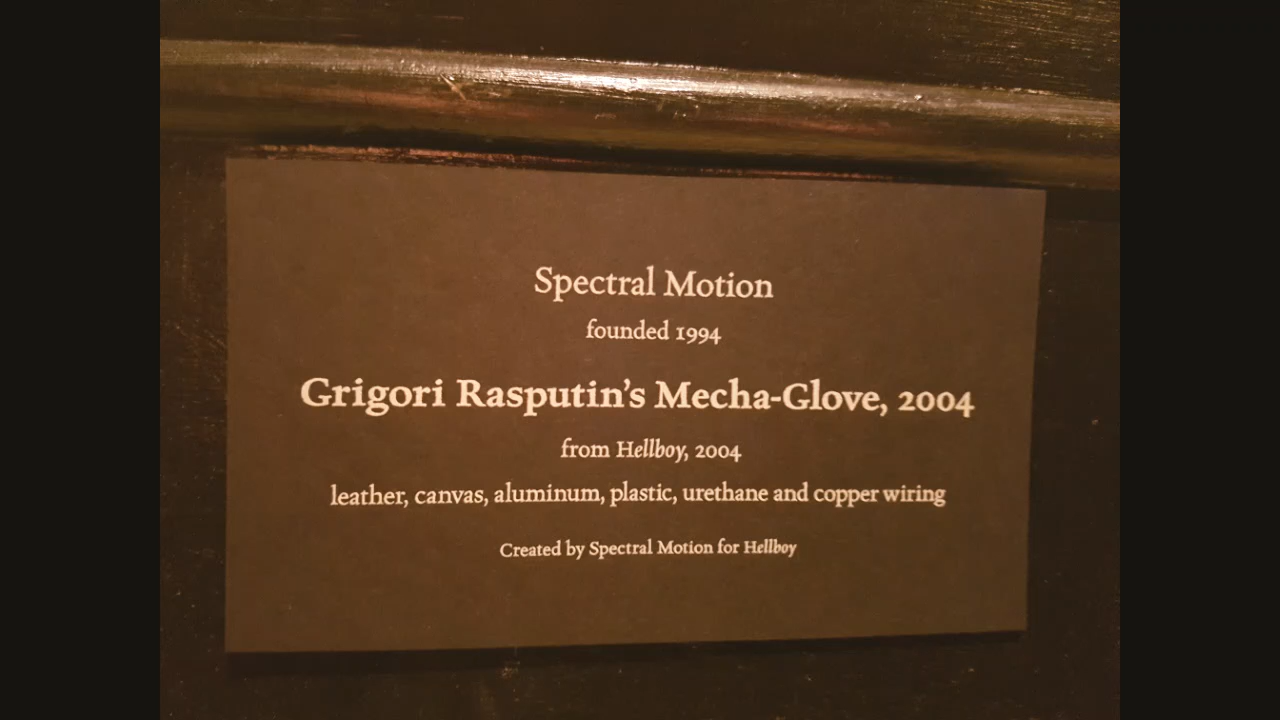 Spectral Motion
founded 1994
Grigori Rasputin's Mecha-Glove, 2004
from Hellboy, 2004
leather, canvas, aluminum, plastic, urethane and copper wiring
Created by Spectral Motion for Hellboy